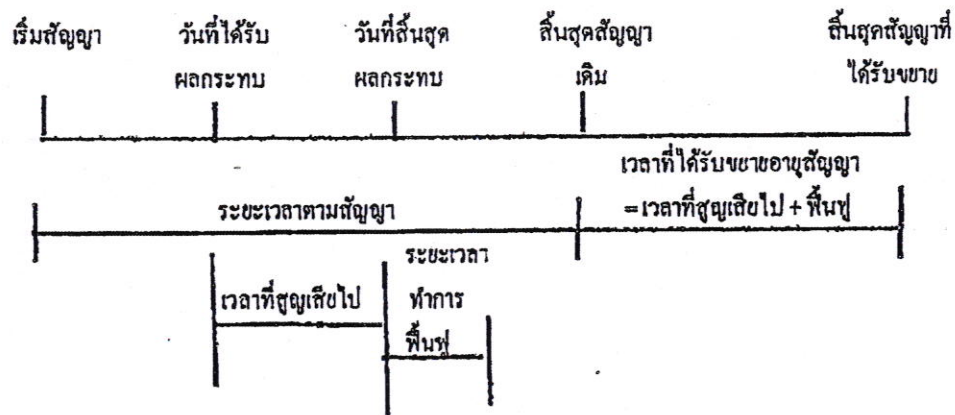 เริ่มสัญญา
วันที่ได้รับ
ผลกระทบ
วันที่สิ้นสุด
ผลกระทบ
สิ้นสุดสัญญา
เดิม
สิ้นสุดสัญญาที่
ได้รับขยาย
เวลาที่ได้รับขยายอายุสัญญา
=เวลาที่สูญเสียไป + ฟื้นฟู
ระยะเวลาตามสัญญา
เวลาที่สูญเสียไป
ระยะเวลา
ทำการ
ฟื้นฟู